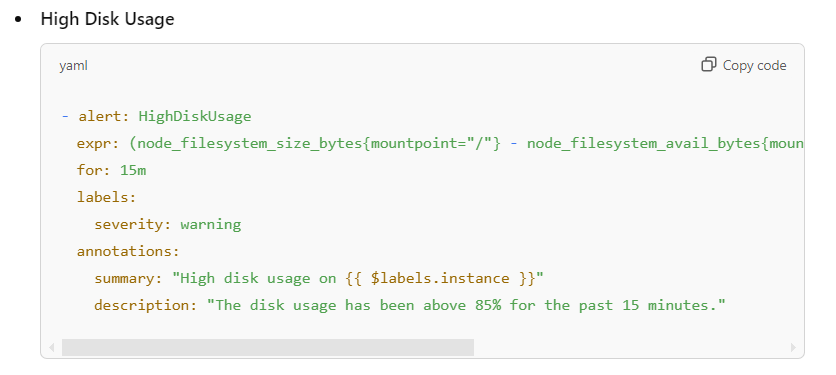 • High Disk Usage
yaml
Copy code
- alert: HighDiskUsage
  expr: (node_filesystem_size_bytes{mountpoint="/"} - node_filesystem_avail_bytes{moun
  for: 15m
  labels:
    severity: warning
  annotations:
    summary: "High disk usage on {{ $labels.instance }}"
    description: "The disk usage has been above 85% for the past 15 minutes."